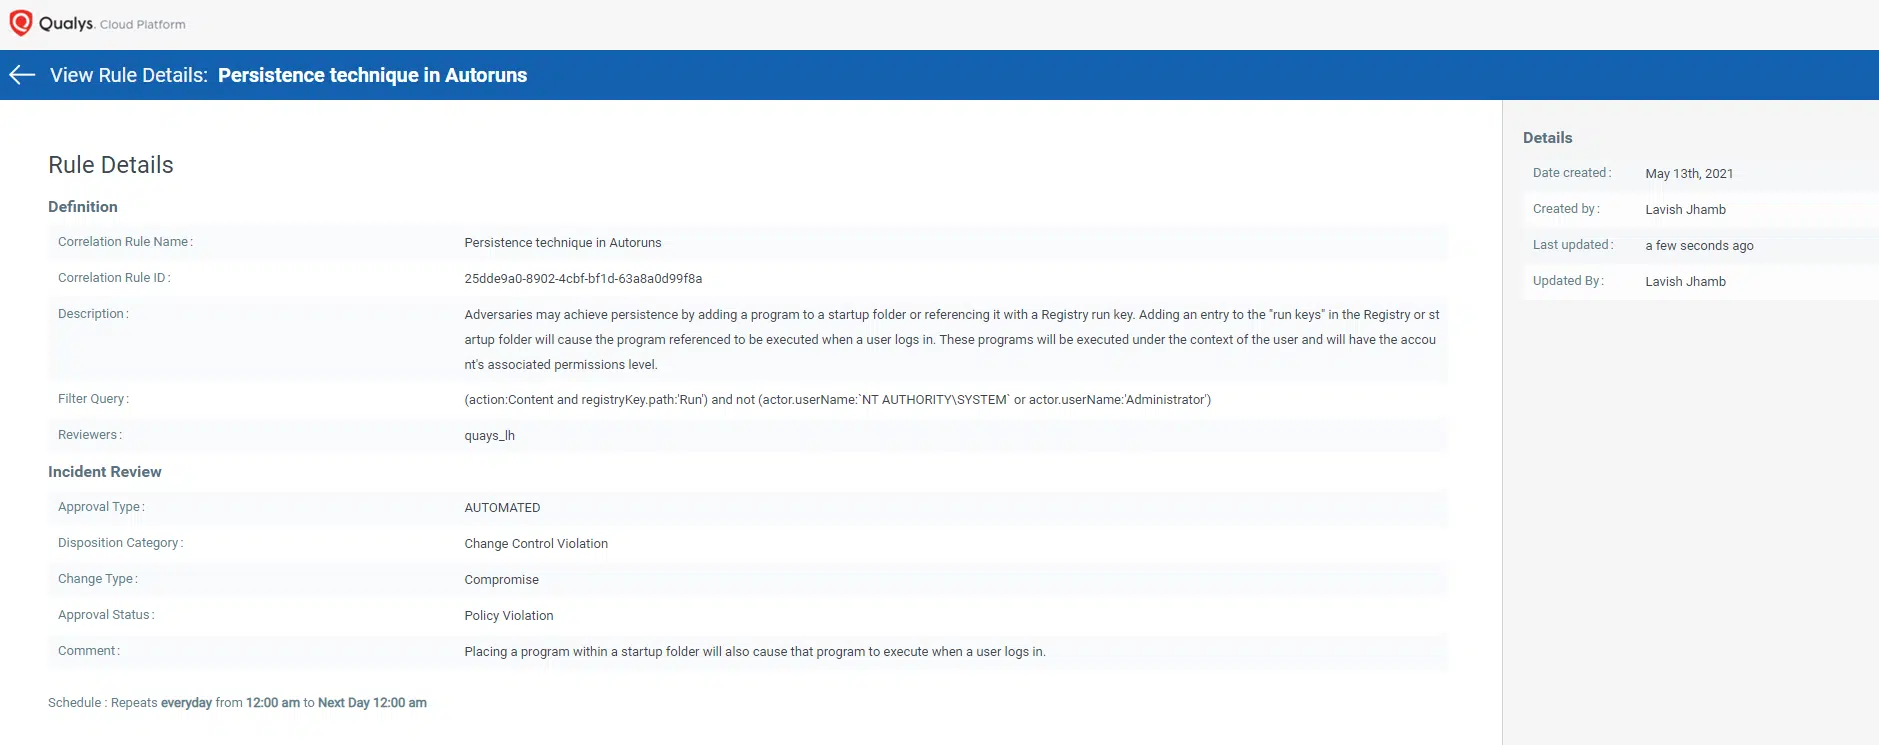 Qualys. Cloud Platform
View Rule Details: Persistence technique in Autoruns
Rule Details
Definition
Correlation Rule Name: Persistence technique in Autoruns
Correlation Rule ID: 25dde9a0-8902-4cbf-bf1d-63a8a0d99f8a
Description: Adversaries may achieve persistence by adding a program to a startup folder or referencing it with a Registry run key. Adding an entry to the "run keys" in the Registry or st
artup folder will cause the program referenced to be executed when a user logs in. These programs will be executed under the context of the user and will have the accou
nt's associated permissions level.
Filter Query: (action:Content and registryKey.path:'Run') and not (actor.userName:`NT AUTHORITY\SYSTEM` or actor.userName:'Administrator')
Reviewers: quays_lh
Incident Review
Approval Type: AUTOMATED
Disposition Category: Change Control Violation
Change Type: Compromise
Approval Status: Policy Violation
Comment: Placing a program within a startup folder will also cause that program to execute when a user logs in.
Schedule : Repeats everyday from 12:00 am to Next Day 12:00 am
Details
Date created: May 13th, 2021
Created by: Lavish Jhamb
Last updated: a few seconds ago
Updated By: Lavish Jhamb